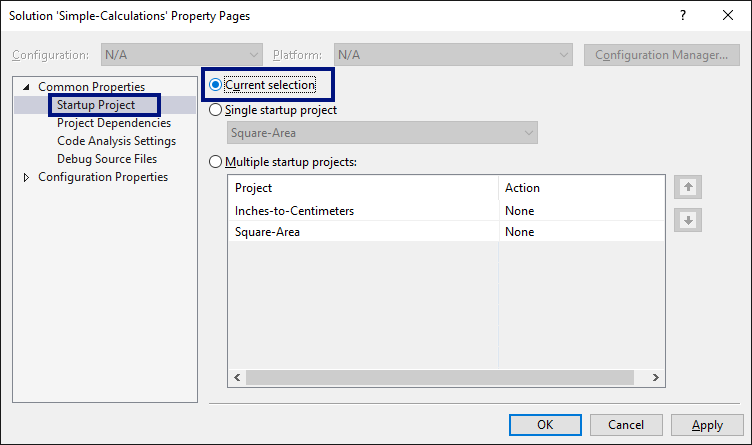 Solution 'Simple-Calculations' Property Pages
?
Configuration: N/A Platform: N/A Configuration Manager...
Common Properties
Startup Project
Project Dependencies
Code Analysis Settings
Debug Source Files
Configuration Properties
Current selection
Single startup project
Square-Area
Multiple startup projects:
Project Action
Inches-to-Centimeters None
Square-Area None
OK Cancel Apply